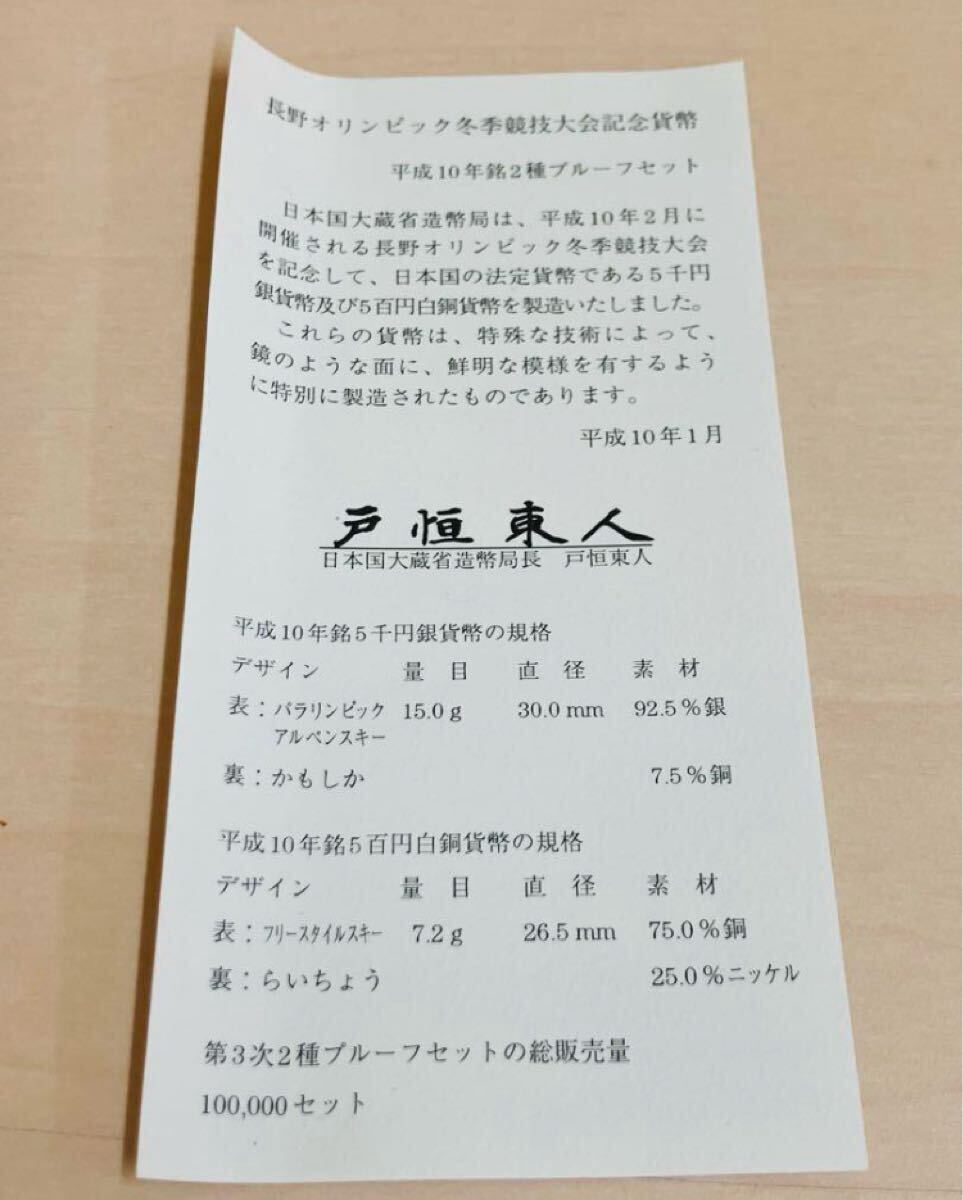 長野オリンピック冬季競技大会記念貨幣
平成10年銘2種プルーフセット
日本国大蔵省造幣局は、平成10年2月に
開催される長野オリンピック冬季競技大会
を記念して、日本国の法定貨幣である5千円
銀貨幣及び5百円白銅貨幣を製造いたしました。
これらの貨幣は、特殊な技術によって、
鏡のような面に、鮮明な模様を有するよう
に特別に製造されたものであります。
平成10年1月
戸恒東人
日本国大蔵省造幣局長 戸恒東人
平成10年銘5千円銀貨幣の規格
デザイン 量目 直径 素材
表：パラリンピック 15.0g 30.0mm 92.5%銀
アルペンスキー
裏：かもしか 7.5%銅
平成10年銘5百円白銅貨幣の規格
デザイン 量目 直径 素材
表：フリースタイルスキー 7.2g 26.5mm 75.0%銅
裏：らいちょう 25.0%ニッケル
第3次2種プルーフセットの総販売量
100,000セット